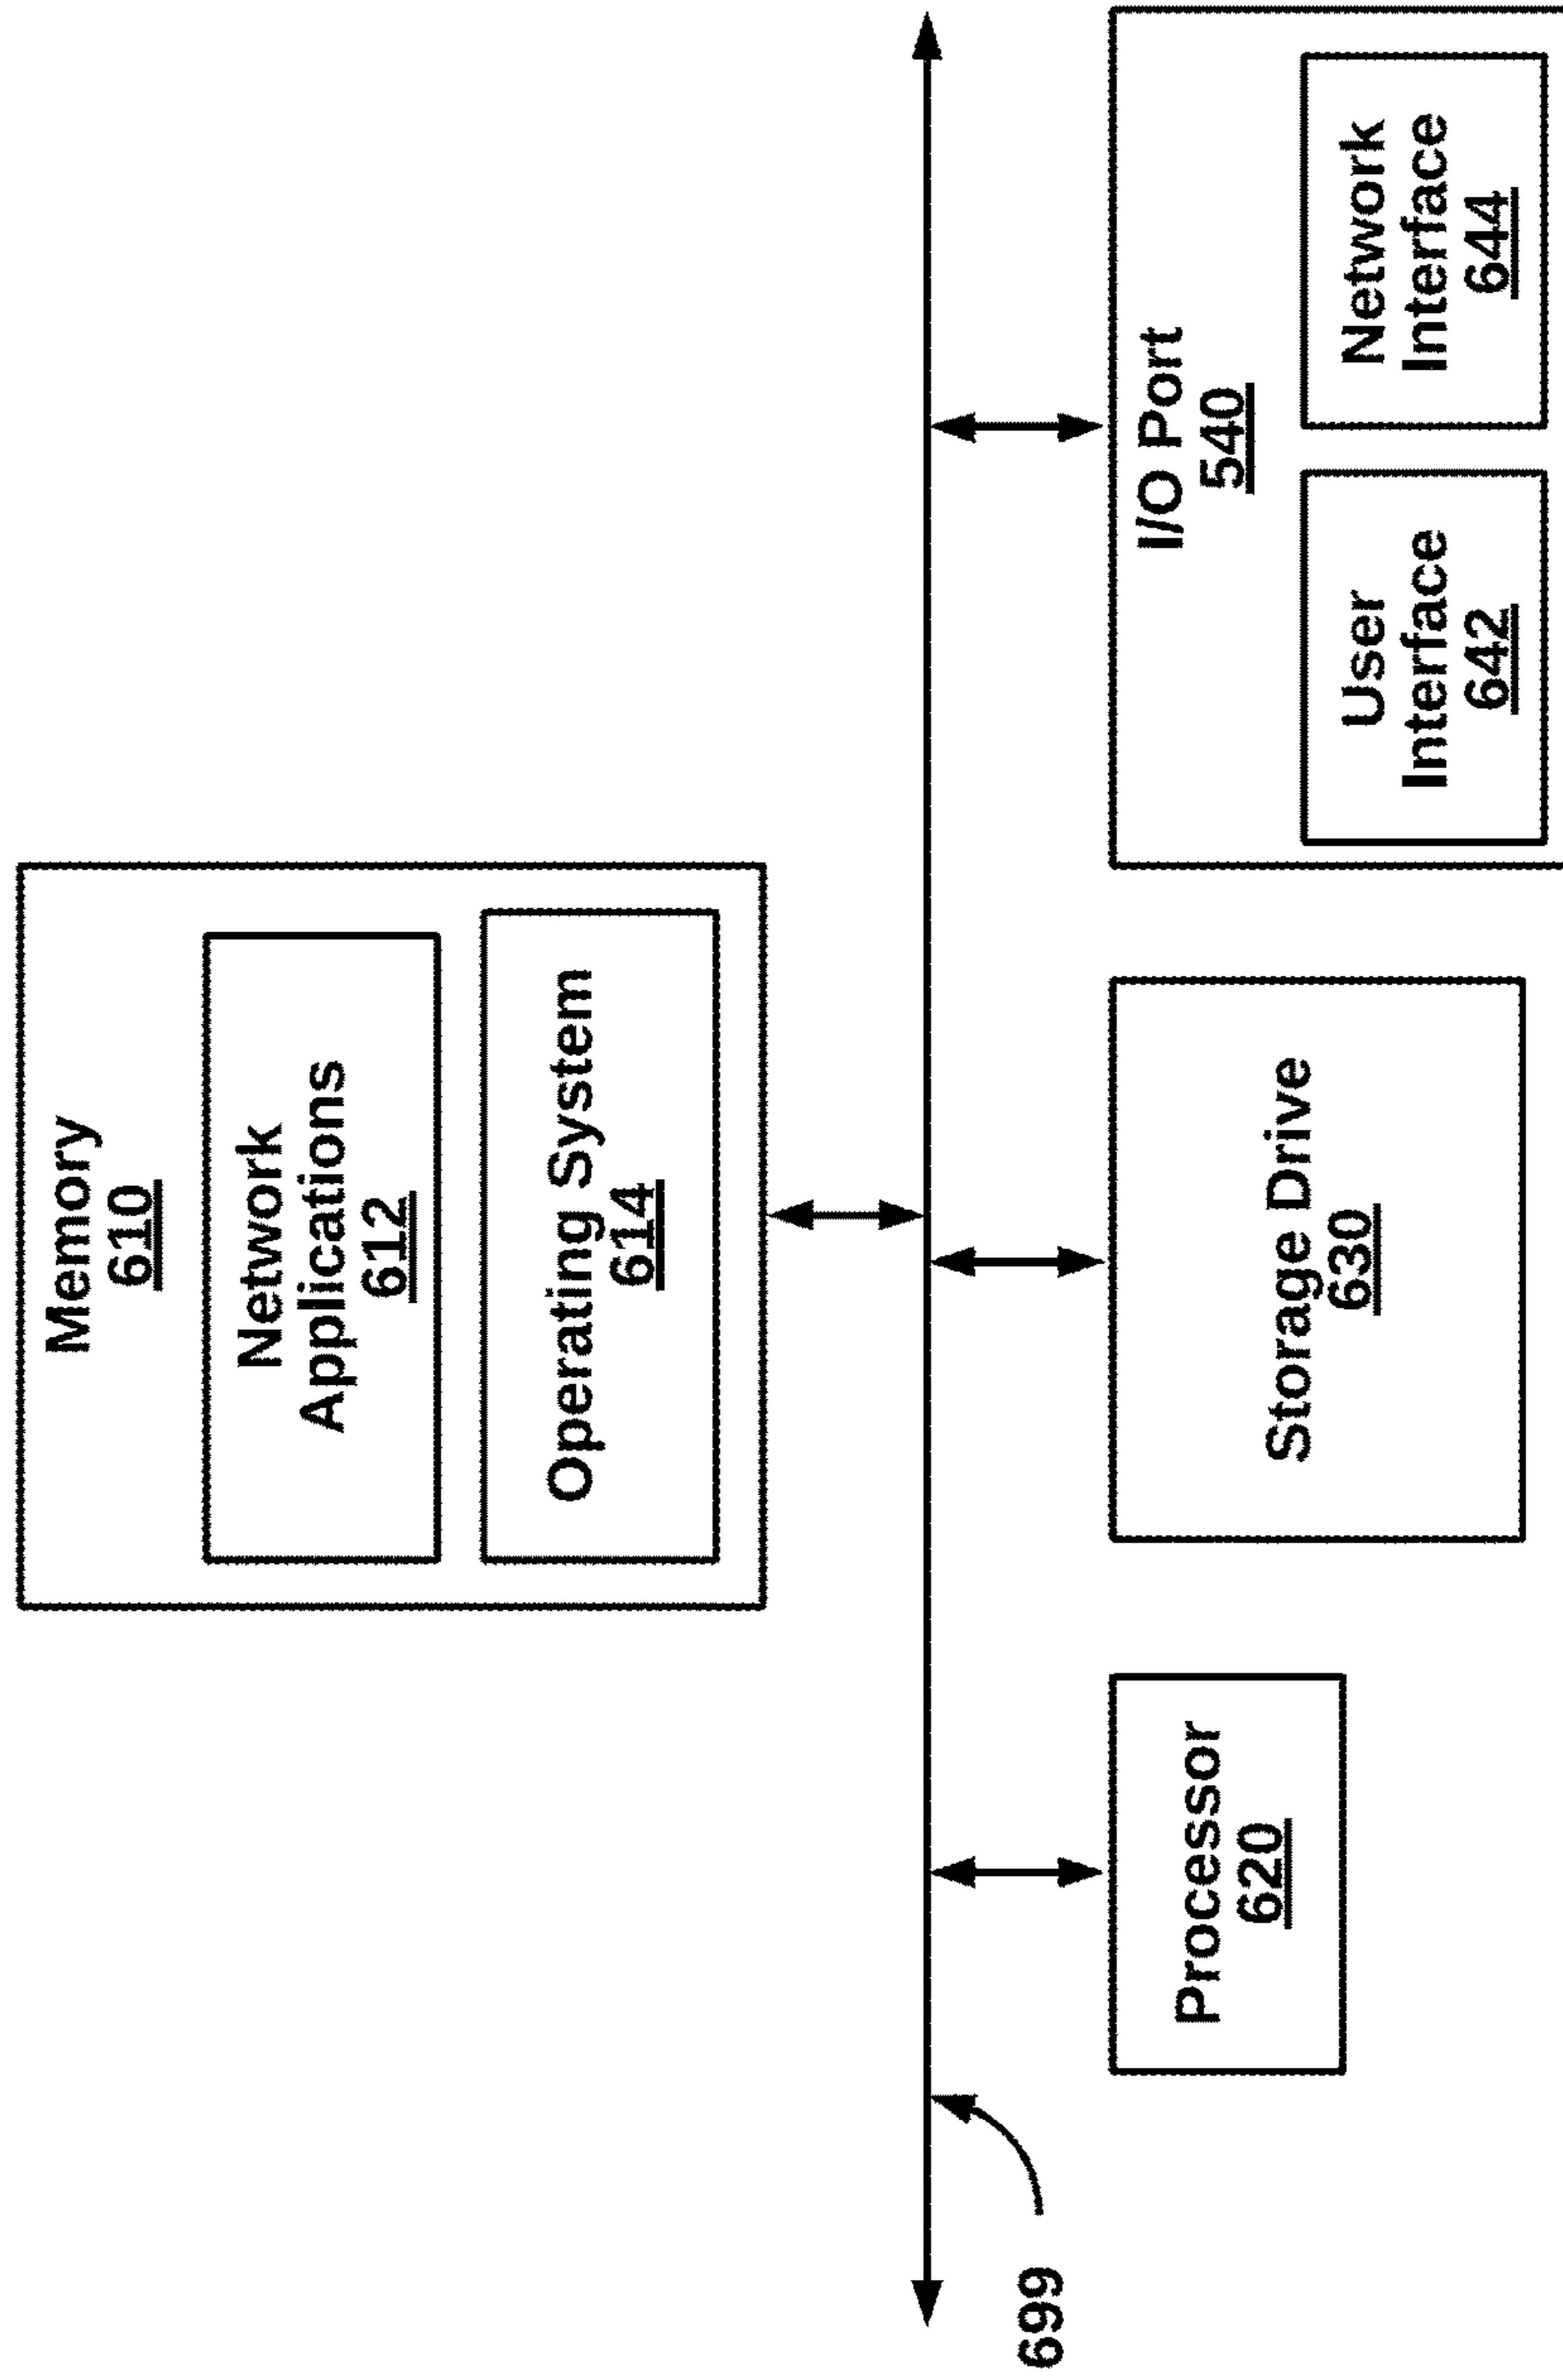 Memory
610
Network
Applications
612
Operating System
614
699
Processor
620
Storage Drive
630
I/O Port
540
User
Interface
642
Network
Interface
644